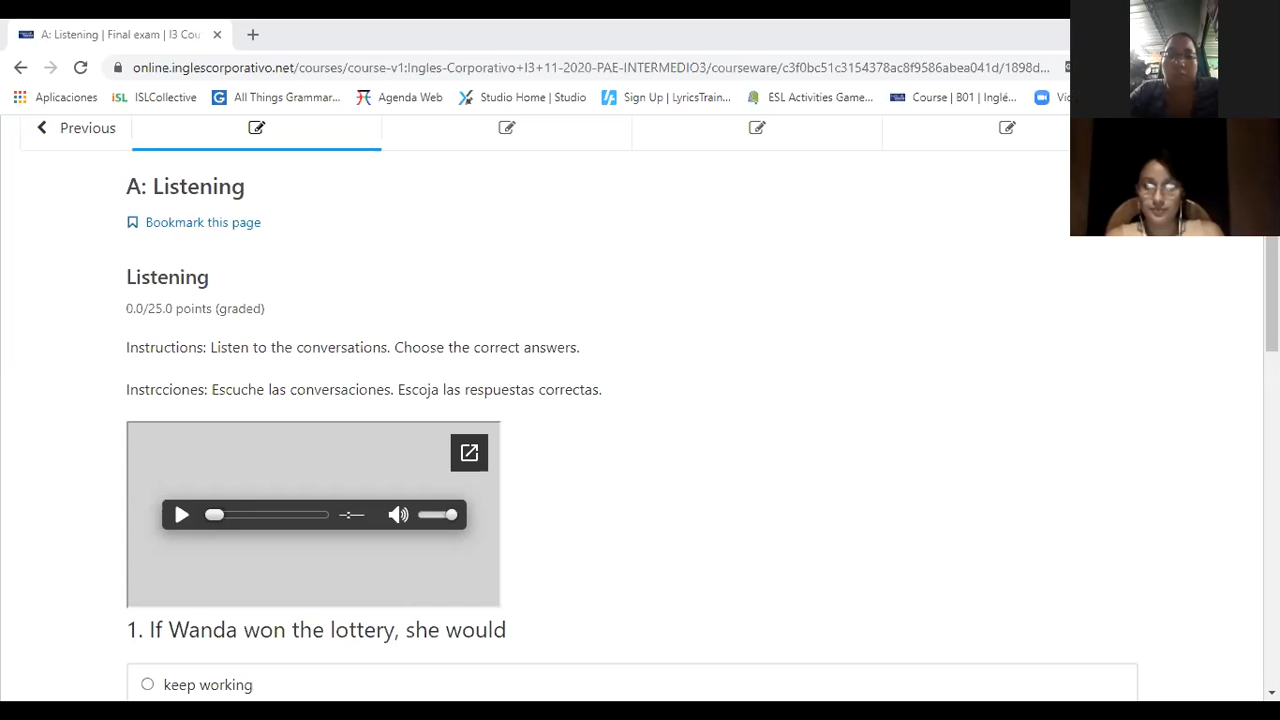 A: Listening | Final exam | I3 Cou
online.inglescorporativo.net/courses/course-v1:Ingles_Corporativo+I3+11-2020-PAE-INTERMEDIO3/courseware/c3f0bc51c3154378ac8f9586abea041d/1898d...
Aplicaciones iSLCollective All Things Grammar... Agenda Web Studio Home | Studio Sign Up | LyricsTrain... ESL Activities Game... Course | B01 | Inglé...
Previous
A: Listening
Bookmark this page
Listening
0.0/25.0 points (graded)
Instructions: Listen to the conversations. Choose the correct answers.
Instrcciones: Escuche las conversaciones. Escoja las respuestas correctas.
1. If Wanda won the lottery, she would
keep working